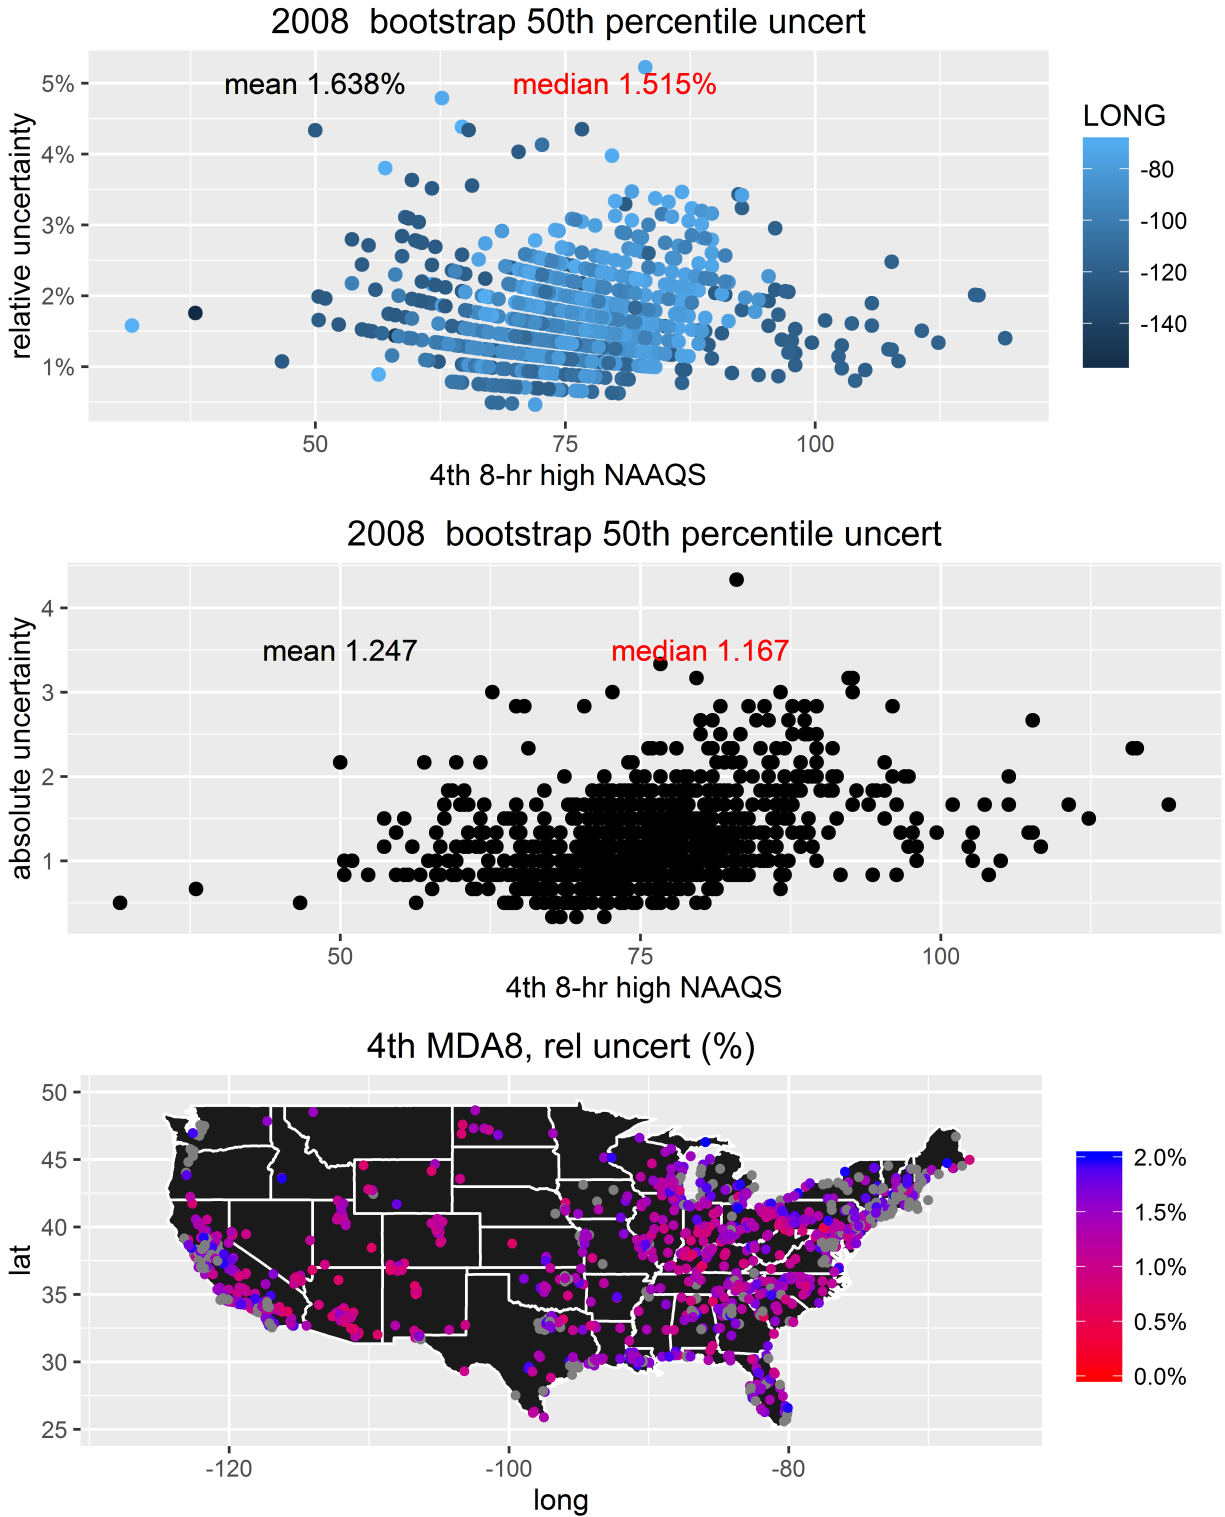 2008  bootstrap 50th percentile uncert
mean 1.638%
median 1.515%
5%
4%
3%
2%
1%
relative uncertainty
50
75
100
4th 8-hr high NAAQS
LONG
-80
-100
-120
-140
2008  bootstrap 50th percentile uncert
mean 1.247
median 1.167
4
3
2
1
absolute uncertainty
50
75
100
4th 8-hr high NAAQS
4th MDA8, rel uncert (%)
50
45
40
35
30
25
lat
-120
-100
-80
long
2.0%
1.5%
1.0%
0.5%
0.0%